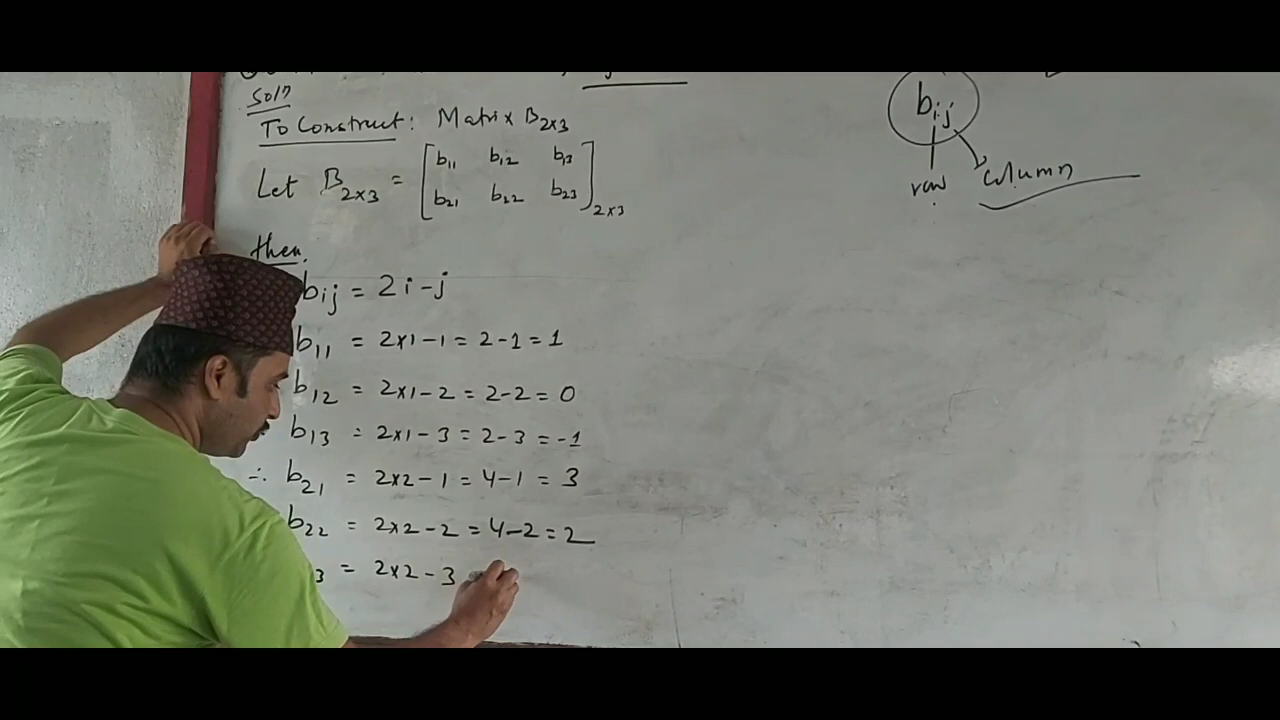 Soln
To Construct: Matrix B2x3
Let B2x3 = [b11 b12 b13
b21 b22 b23]2x3
then,
bij = 2i-j
b11 = 2x1-1 = 2-1 = 1
b12 = 2x1-2 = 2-2 = 0
b13 = 2x1-3 = 2-3 = -1
∴ b21 = 2x2-1 = 4-1 = 3
b22 = 2x2-2 = 4-2 = 2
3 = 2x2-3
bij
row column